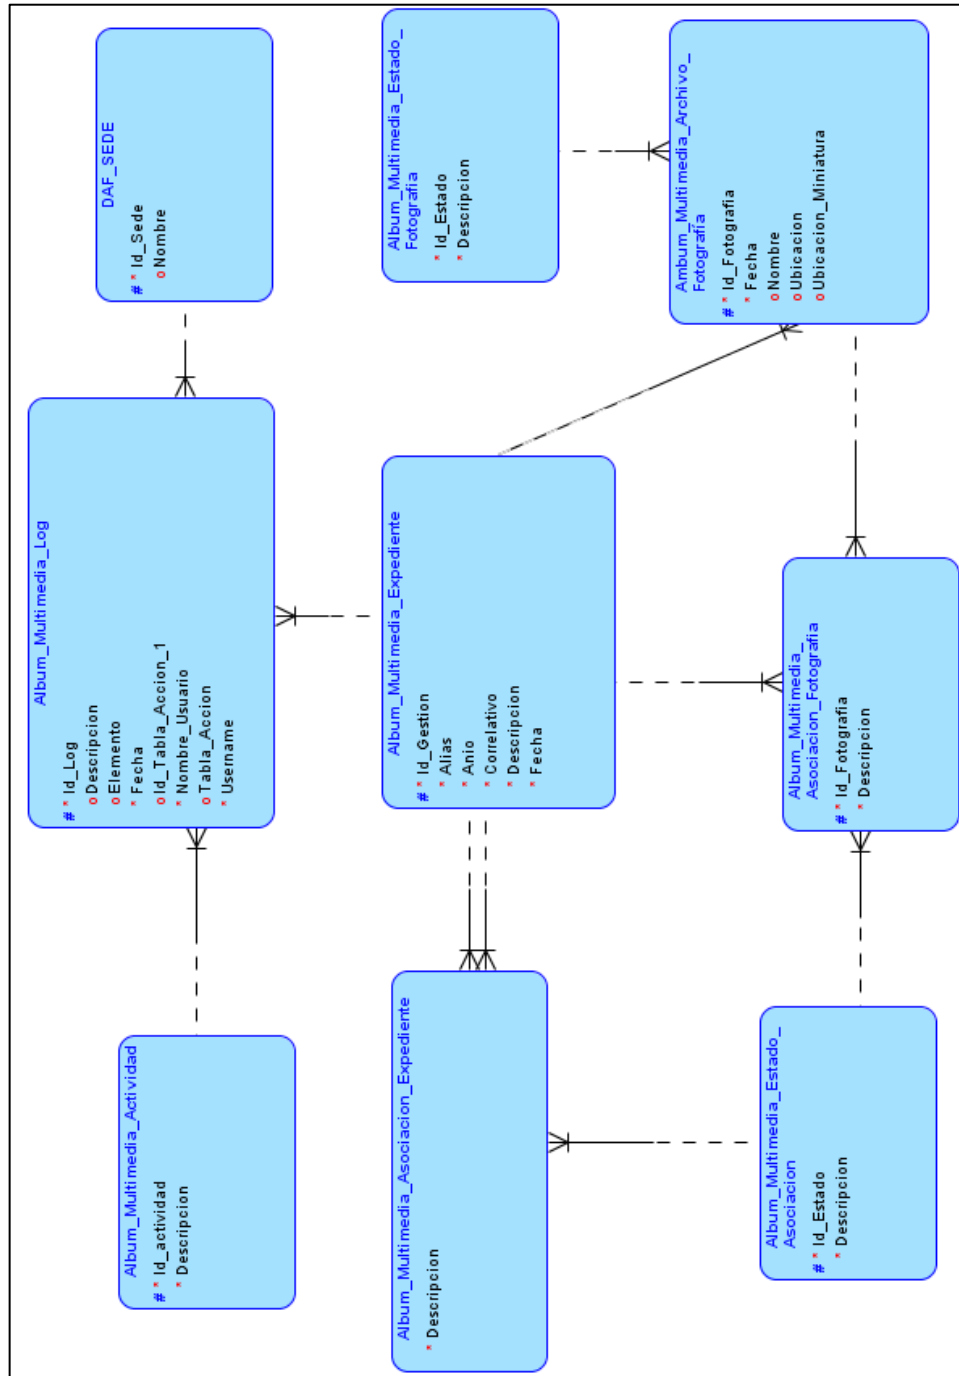 Album_Multimedia_Actividad
# * Id_actividad
* Descripcion
Album_Multimedia_Log
# * Id_Log
o Descripcion
o Elemento
* Fecha
o Id_Tabla_Accion_1
* Nombre_Usuario
o Tabla_Accion
* Username
DAF_SEDE
# * Id_Sede
o Nombre
Album_Multimedia_Asociacion_Expediente
* Descripcion
Album_Multimedia_Expediente
# * Id_Gestion
* Alias
* Anio
* Correlativo
* Descripcion
* Fecha
Album_Multimedia_Estado_
Fotografia
* Id_Estado
* Descripcion
Album_Multimedia_Estado_
Asociacion
# * Id_Estado
* Descripcion
Album_Multimedia_
Asociacion_Fotografia
# * Id_Fotografia
* Descripcion
Ambum_Multimedia_Archivo_
Fotografía
# * Id_Fotografia
* Fecha
o Nombre
o Ubicacion
o Ubicacion_Miniatura